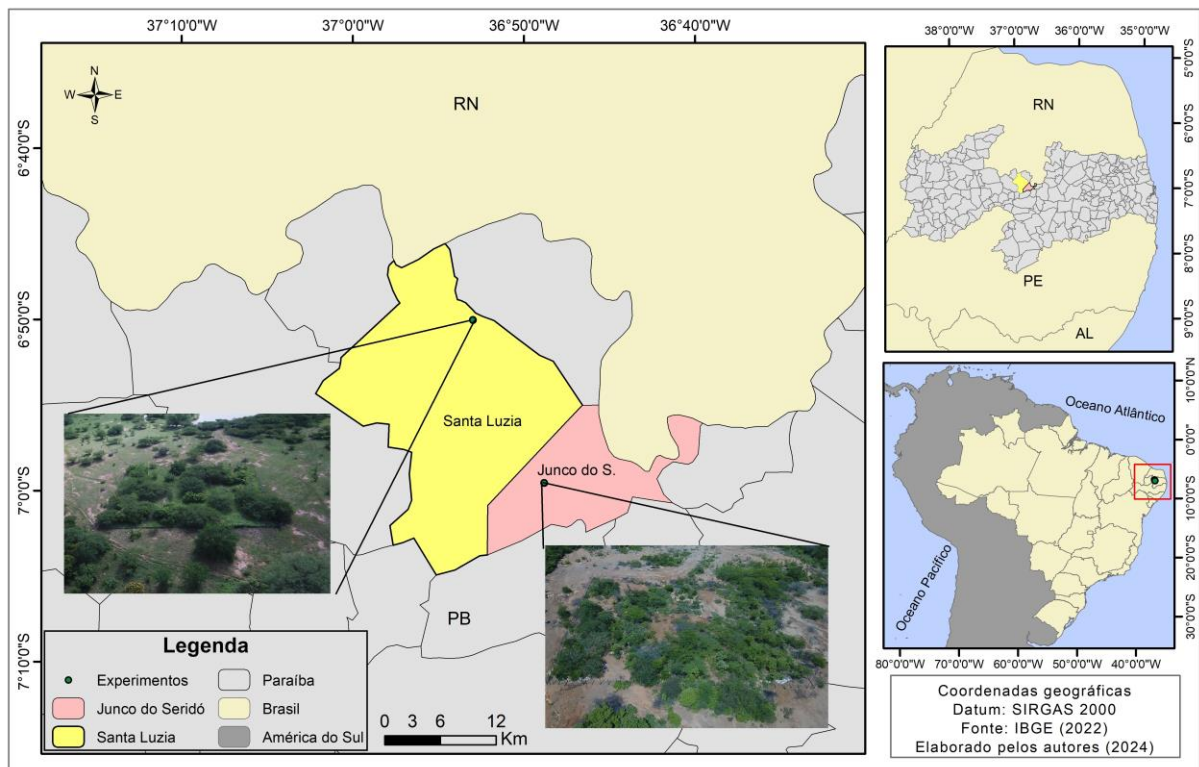 37°10'0"W 37°0'0"W 36°50'0"W 36°40'0"W
6°40'0"S
6°50'0"S
7°0'0"S
7°10'0"S
N
W E
S
RN
Santa Luzia
Junco do S.
PB
Legenda
Experimentos
Junco do Seridó
Santa Luzia
Paraíba
Brasil
América do Sul
0 3 6 12
Km
38°0'0"W 37°0'0"W 36°0'0"W 35°0'0"W
5°0'0"S
6°0'0"S
7°0'0"S
8°0'0"S
9°0'0"S
RN
PE
AL
Oceano Atlântico
Oceano Pacífico
10°0'0"N
0°0'0"
10°0'0"S
20°0'0"S
30°0'0"S
80°0'0"W 70°0'0"W 60°0'0"W 50°0'0"W 40°0'0"W
Coordenadas geográficas
Datum: SIRGAS 2000
Fonte: IBGE (2022)
Elaborado pelos autores (2024)